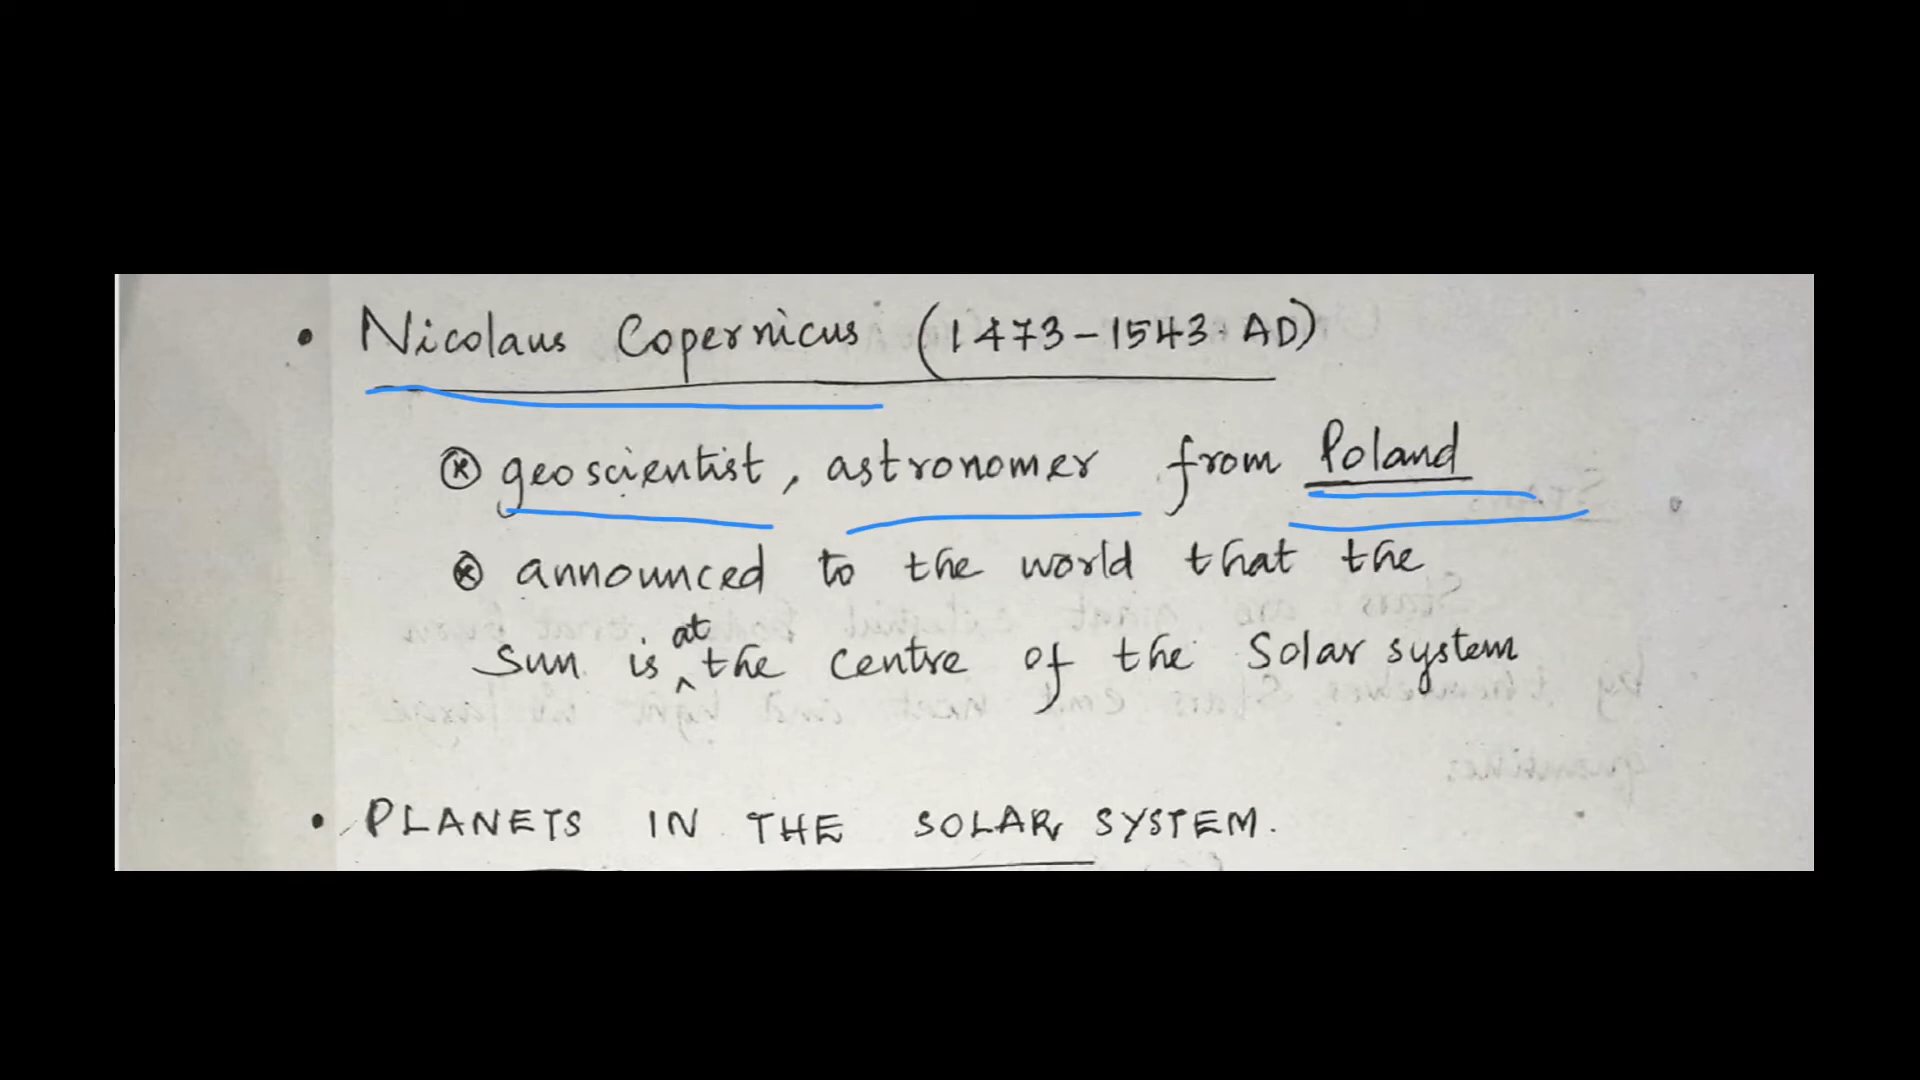 • Nicolaus Copernicus (1473-1543 AD)
⊛ geoscientist, astronomer from Poland
⊛ announced to the world that the
Sun is at the centre of the Solar system
• PLANETS IN THE SOLAR SYSTEM.